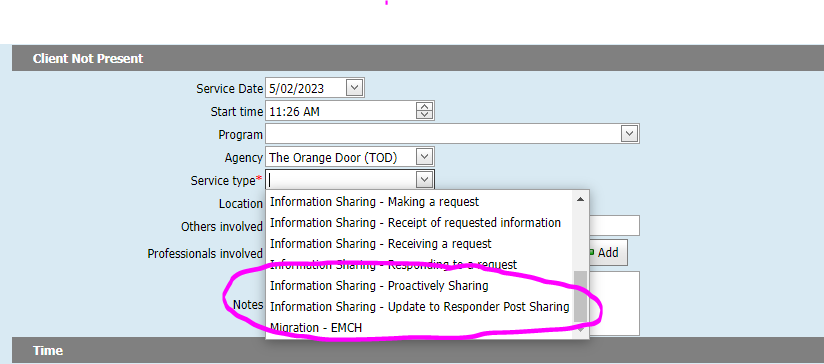 Client Not Present
Service Date 5/02/2023
Start time 11:26 AM
Program
Agency The Orange Door (TOD)
Service type*
Information Sharing - Making a request
Location
Information Sharing - Receipt of requested information
Others involved
Information Sharing - Receiving a request
Professionals involved
Add
Information Sharing - Responding to a request
Information Sharing - Proactively Sharing
Notes
Information Sharing - Update to Responder Post Sharing
Migration - EMCH
Time